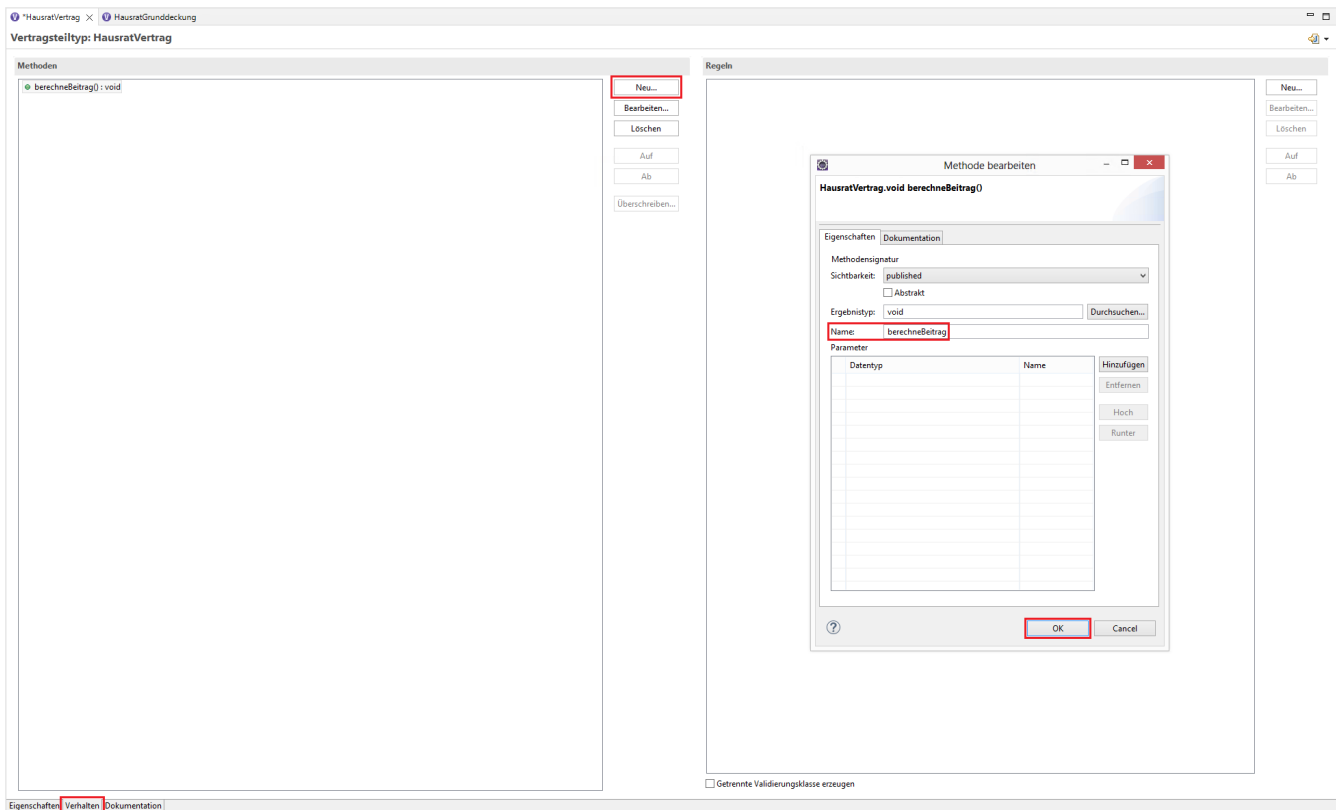 *HausratVertrag HausratGrunddeckung
Vertragsteiltyp: HausratVertrag
Methoden
berechneBeitrag() : void
Neu...
Bearbeiten...
Löschen
Auf
Ab
Überschreiben...
Regeln
Neu...
Bearbeiten...
Löschen
Auf
Ab
Methode bearbeiten
HausratVertrag.void berechneBeitrag()
Eigenschaften Dokumentation
Methodensignatur
Sichtbarkeit: published
Abstrakt
Ergebnistyp: void Durchsuchen...
Name: berechneBeitrag
Parameter
Datentyp Name Hinzufügen
Entfernen
Hoch
Runter
OK Cancel
Getrennte Validierungsklasse erzeugen
Eigenschaften Verhalten Dokumentation